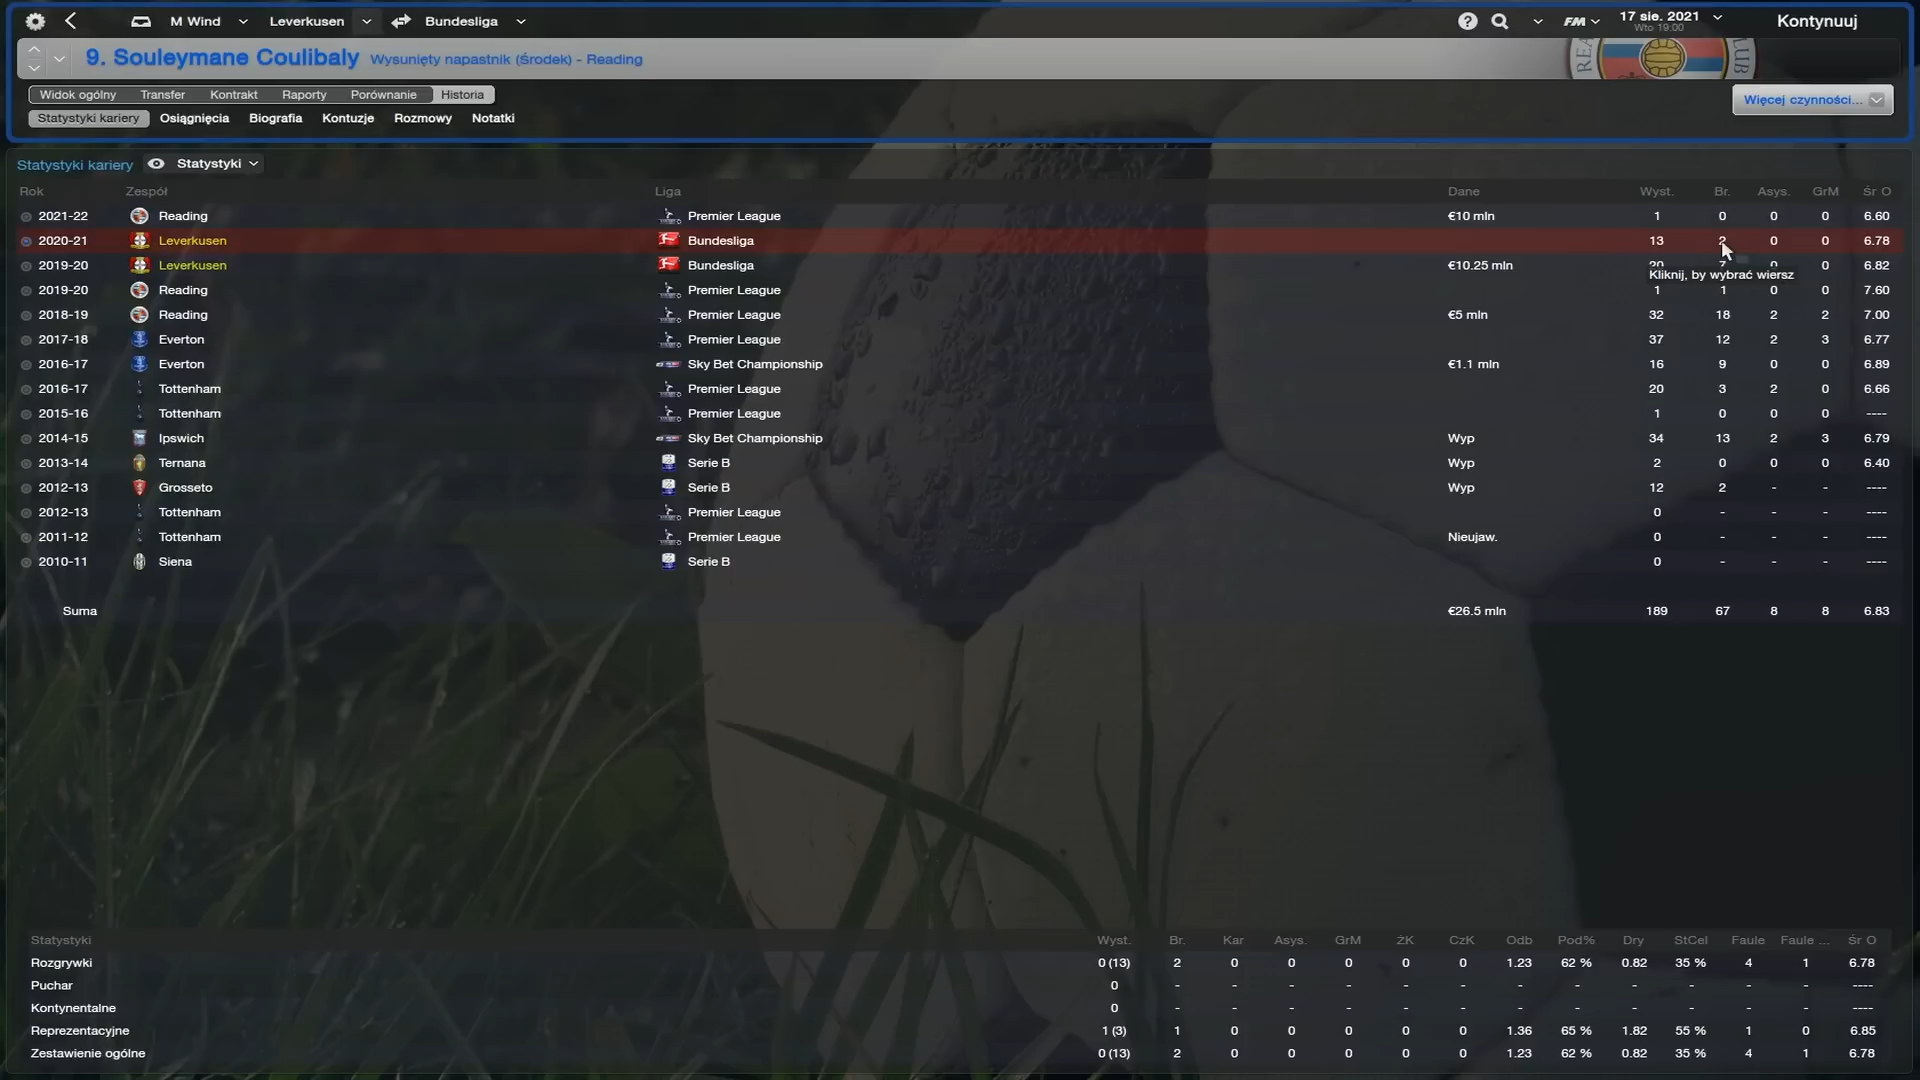 M Wind Leverkusen Bundesliga FM 17 sie. 2021 Kontynuuj
Wto 19:00
9. Souleymane Coulibaly Wysunięty napastnik (Środek) - Reading
Widok ogólny Transfer Kontrakt Raporty Porównanie Historia
Więcej czynności...
Statystyki kariery Osiągnięcia Biografia Kontuzje Rozmowy Notatki
Statystyki kariery Statystyki
Rok Zespół Liga Dane Wyst. Br. Asys. GrM Śr O
2021-22 Reading Premier League €10 mln 1 0 0 0 6.60
2020-21 Leverkusen Bundesliga 13 2 0 0 6.78
2019-20 Leverkusen Bundesliga €10.25 mln 20 7 0 0 6.82
Kliknij, by wybrać wiersz
2019-20 Reading Premier League 1 1 0 0 7.60
2018-19 Reading Premier League €5 mln 32 18 2 2 7.00
2017-18 Everton Premier League 37 12 2 3 6.77
2016-17 Everton Sky Bet Championship €1.1 mln 16 9 0 0 6.89
2016-17 Tottenham Premier League 20 3 2 0 6.66
2015-16 Tottenham Premier League 1 0 0 0 ----
2014-15 Ipswich Sky Bet Championship Wyp 34 13 2 3 6.79
2013-14 Ternana Serie B Wyp 2 0 0 0 6.40
2012-13 Grosseto Serie B Wyp 12 2 - - ----
2012-13 Tottenham Premier League 0 - - - ----
2011-12 Tottenham Premier League Nieujaw. 0 - - - ----
2010-11 Siena Serie B 0 - - - ----
Suma €26.5 mln 189 67 8 8 6.83
Statystyki Wyst. Br. Kar Asys. GrM ŻK CzK Odb Pod% Dry StCel Faule Faule ... Śr O
Rozgrywki 0 (13) 2 0 0 0 0 0 1.23 62 % 0.82 35 % 4 1 6.78
Puchar 0 - - - - - - - - - - - - ----
Kontynentalne 0 - - - - - - - - - - - - ----
Reprezentacyjne 1 (3) 1 0 0 0 0 0 1.36 65 % 1.82 55 % 1 0 6.85
Zestawienie ogólne 0 (13) 2 0 0 0 0 0 1.23 62 % 0.82 35 % 4 1 6.78